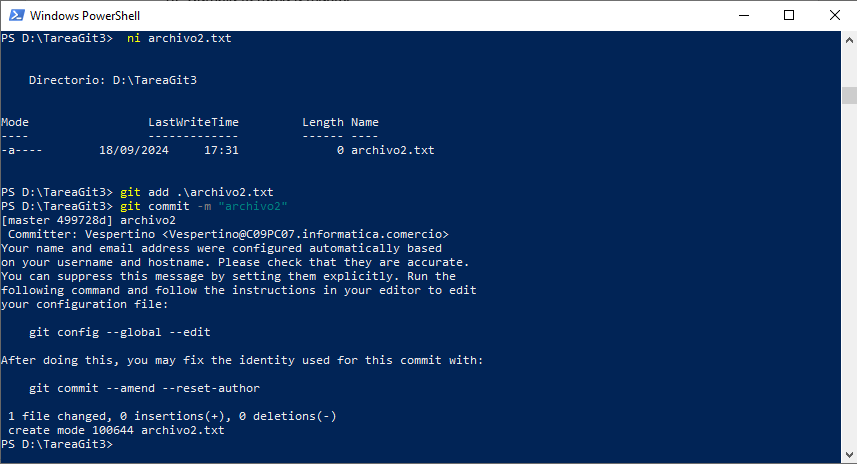 Windows PowerShell
PS D:\TareaGit3>  ni archivo2.txt
    Directorio: D:\TareaGit3
Mode                 LastWriteTime         Length Name
----                 -------------         ------ ----
-a----        18/09/2024     17:31              0 archivo2.txt
PS D:\TareaGit3> git add .\archivo2.txt
PS D:\TareaGit3> git commit -m "archivo2"
[master 499728d] archivo2
 Committer: Vespertino <Vespertino@C09PC07.informatica.comercio>
Your name and email address were configured automatically based
on your username and hostname. Please check that they are accurate.
You can suppress this message by setting them explicitly. Run the
following command and follow the instructions in your editor to edit
your configuration file:
    git config --global --edit
After doing this, you may fix the identity used for this commit with:
    git commit --amend --reset-author
 1 file changed, 0 insertions(+), 0 deletions(-)
 create mode 100644 archivo2.txt
PS D:\TareaGit3>